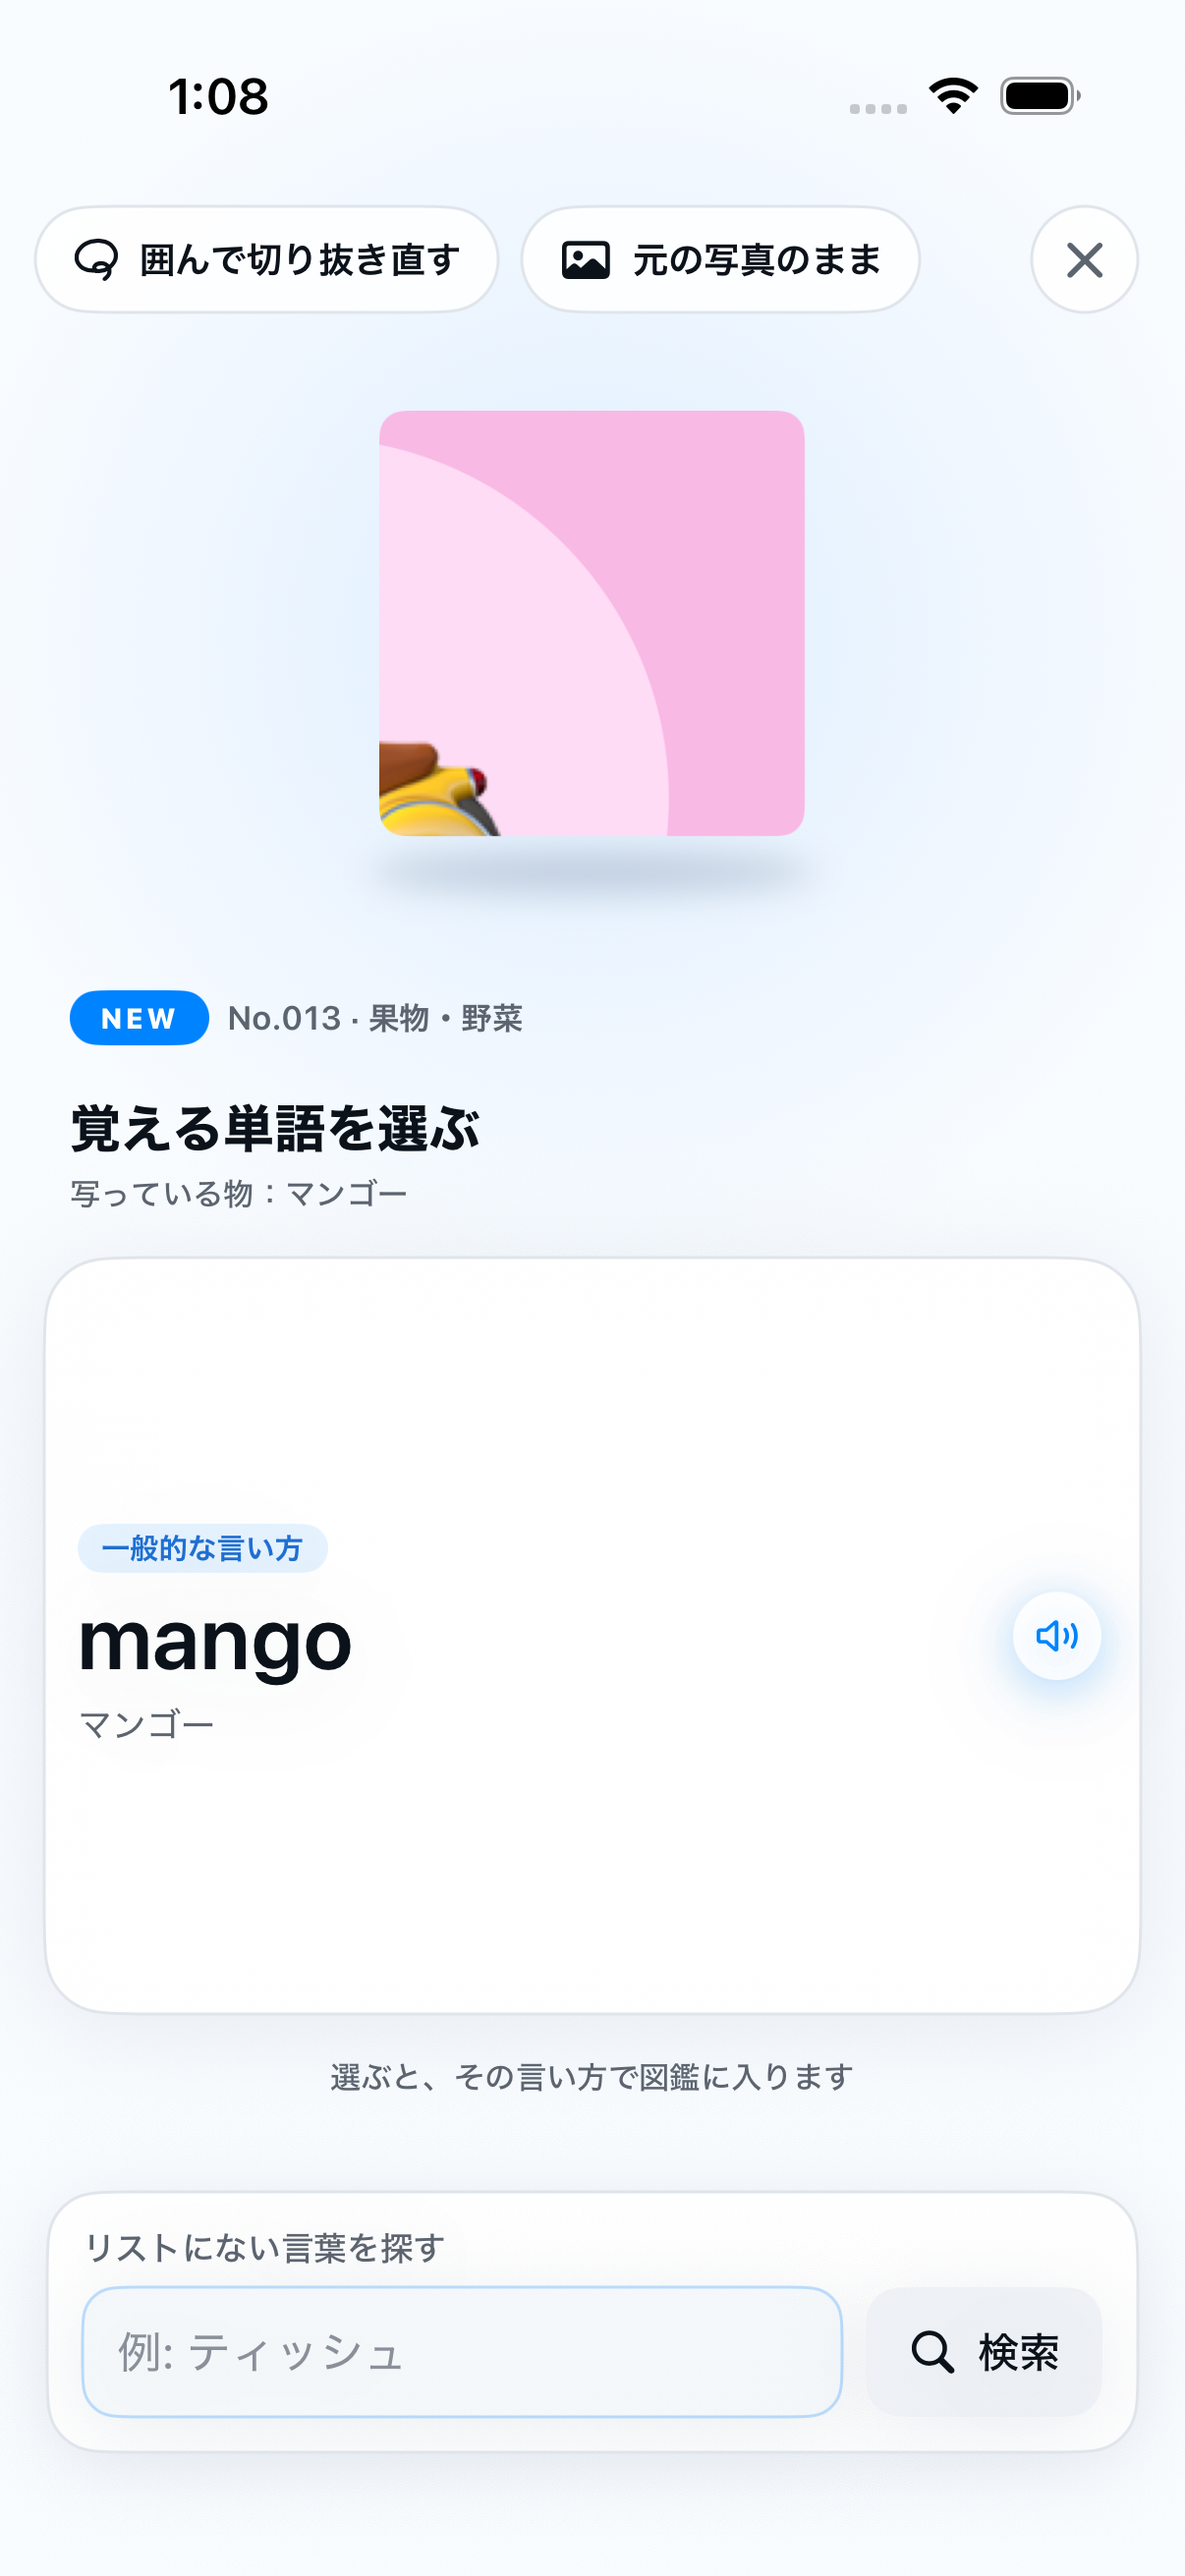 1:08
囲んで切り抜き直す
元の写真のまま
NEW No.013 · 果物・野菜
覚える単語を選ぶ
写っている物：マンゴー
一般的な言い方
mango
マンゴー
選ぶと、その言い方で図鑑に入ります
リストにない言葉を探す
例: ティッシュ
検索